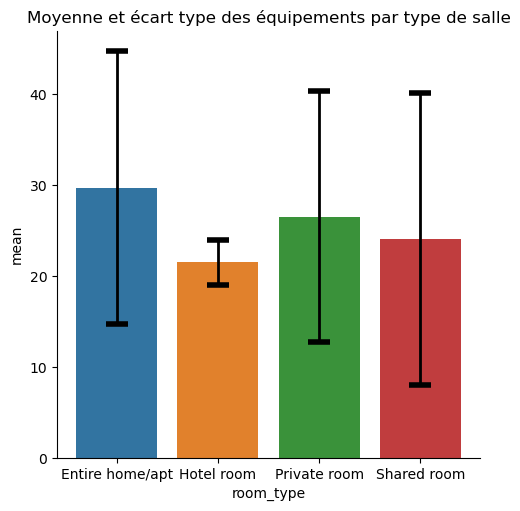 Moyenne et écart type des équipements par type de salle
mean
40
30
20
10
0
Entire home/apt Hotel room Private room Shared room
room_type